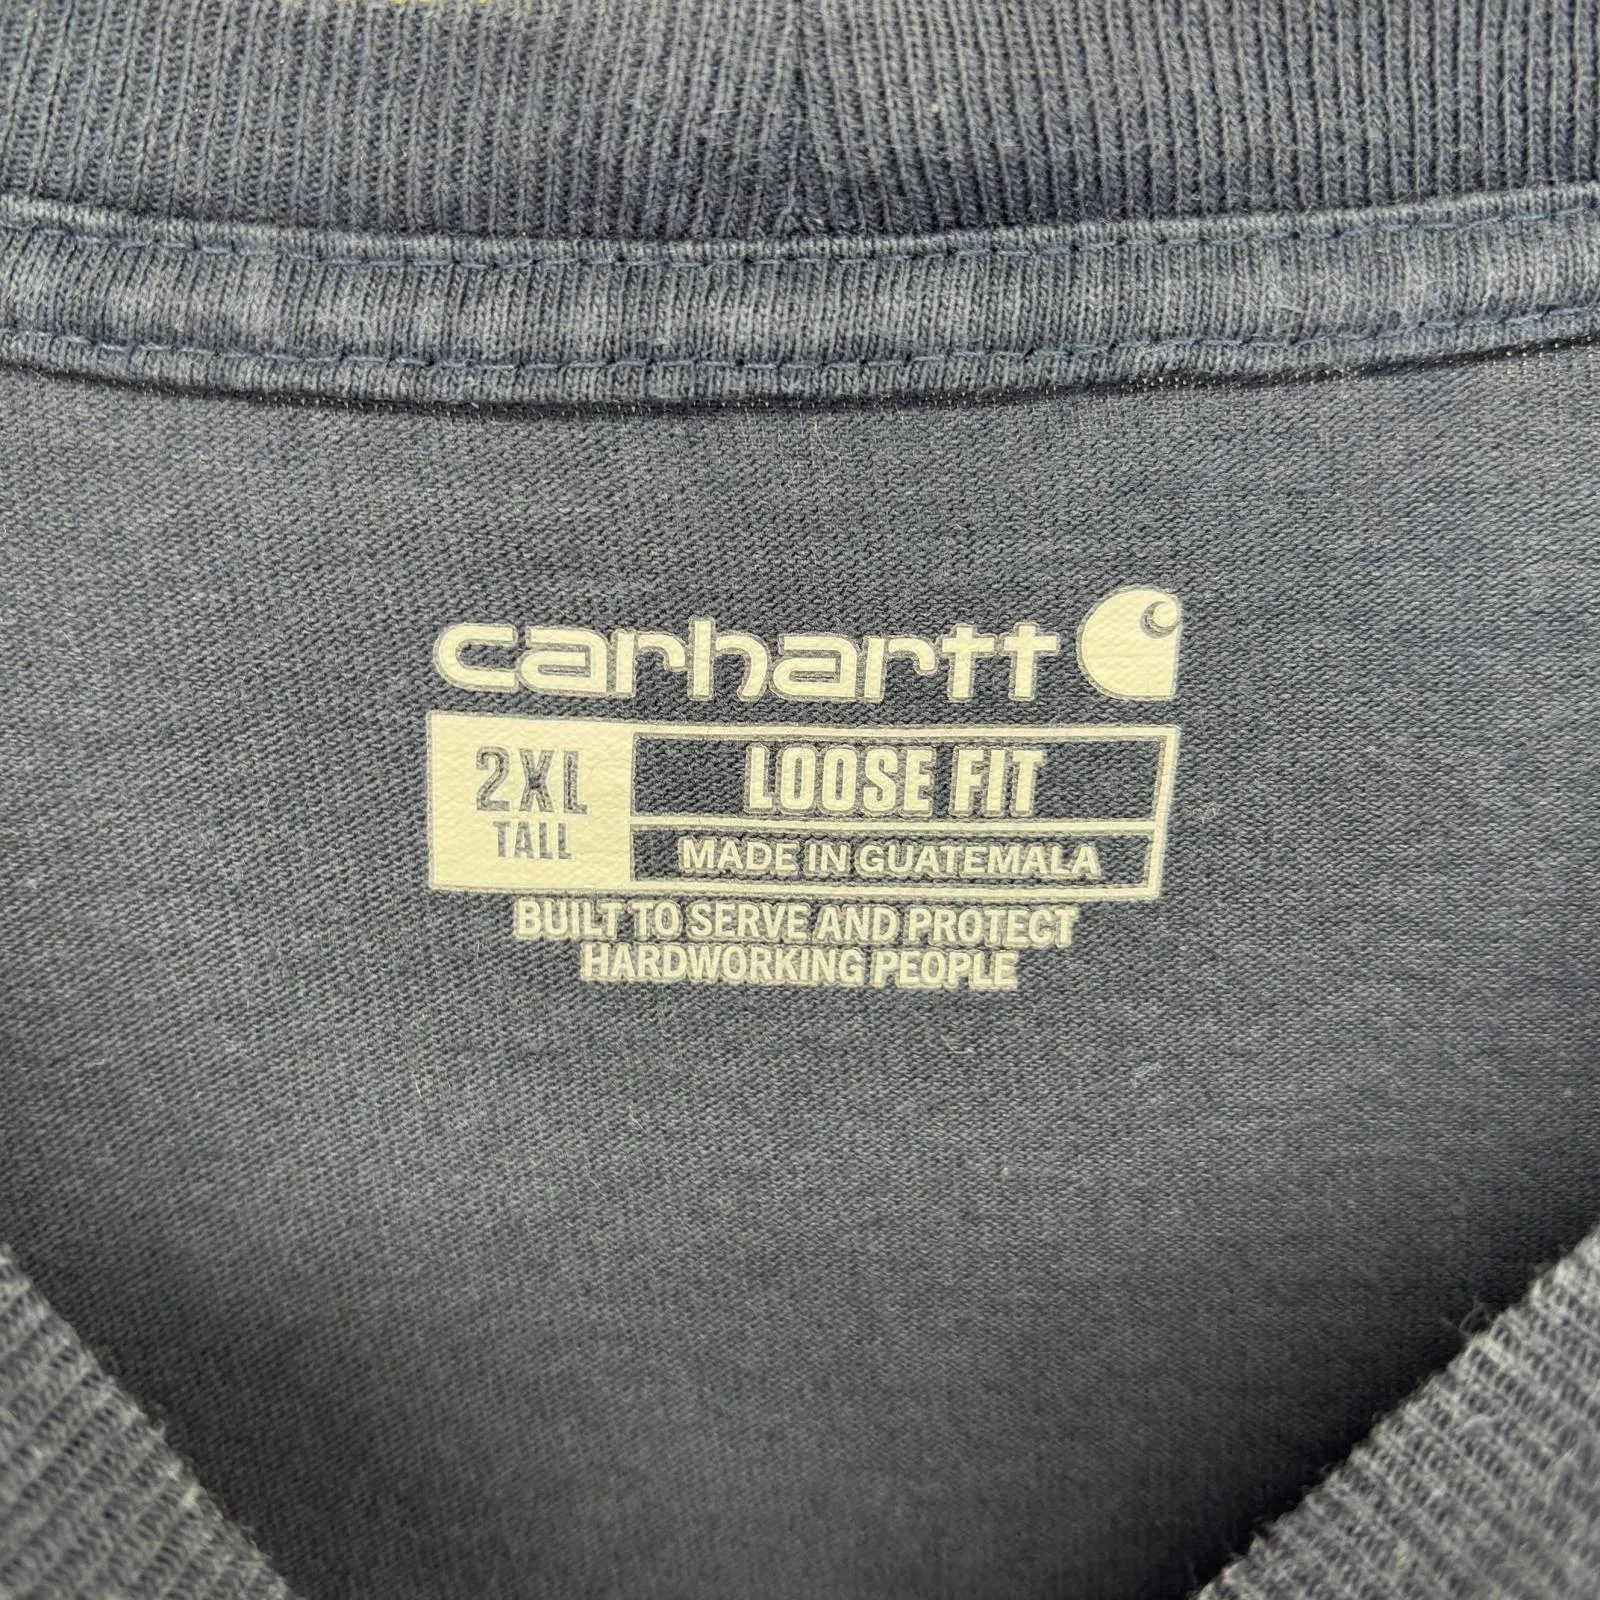 carhartt
2XL
TALL
LOOSE FIT
MADE IN GUATEMALA
BUILT TO SERVE AND PROTECT
HARDWORKING PEOPLE